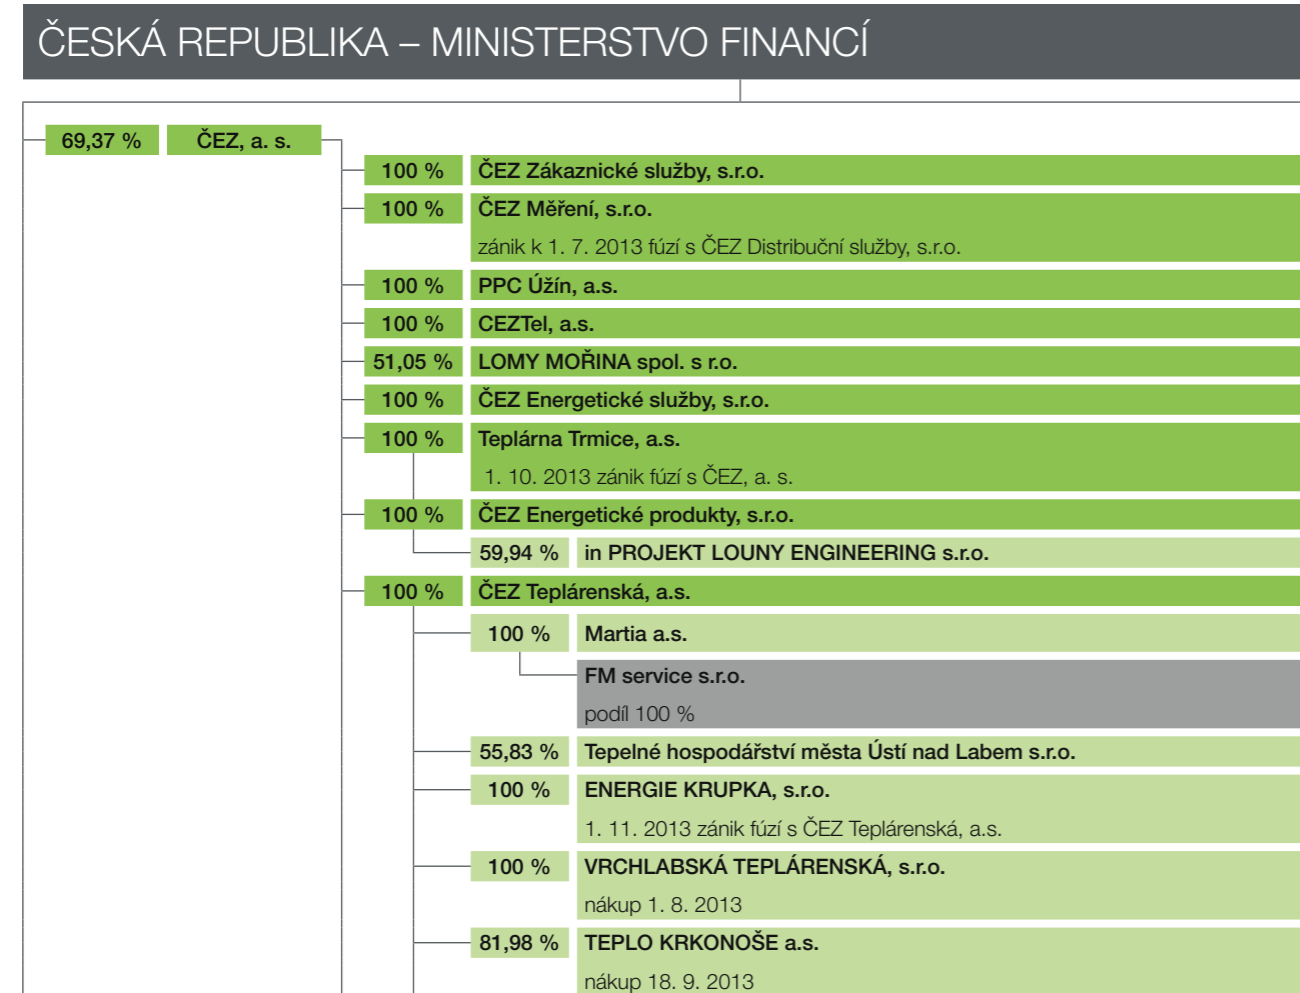 ČESKÁ REPUBLIKA – MINISTERSTVO FINANCÍ
69,37 % ČEZ, a. s.
100 % ČEZ Zákaznické služby, s.r.o.
100 % ČEZ Měření, s.r.o.
zánik k 1. 7. 2013 fúzí s ČEZ Distribuční služby, s.r.o.
100 % PPC Úžín, a.s.
100 % CEZTel, a.s.
51,05 % LOMY MOŘINA spol. s r.o.
100 % ČEZ Energetické služby, s.r.o.
100 % Teplárna Trmice, a.s.
1. 10. 2013 zánik fúzí s ČEZ, a. s.
100 % ČEZ Energetické produkty, s.r.o.
59,94 % in PROJEKT LOUNY ENGINEERING s.r.o.
100 % ČEZ Teplárenská, a.s.
100 % Martia a.s.
FM service s.r.o.
podíl 100 %
55,83 % Tepelné hospodářství města Ústí nad Labem s.r.o.
100 % ENERGIE KRUPKA, s.r.o.
1. 11. 2013 zánik fúzí s ČEZ Teplárenská, a.s.
100 % VRCHLABSKÁ TEPLÁRENSKÁ, s.r.o.
nákup 1. 8. 2013
81,98 % TEPLO KRKONOŠE a.s.
nákup 18. 9. 2013